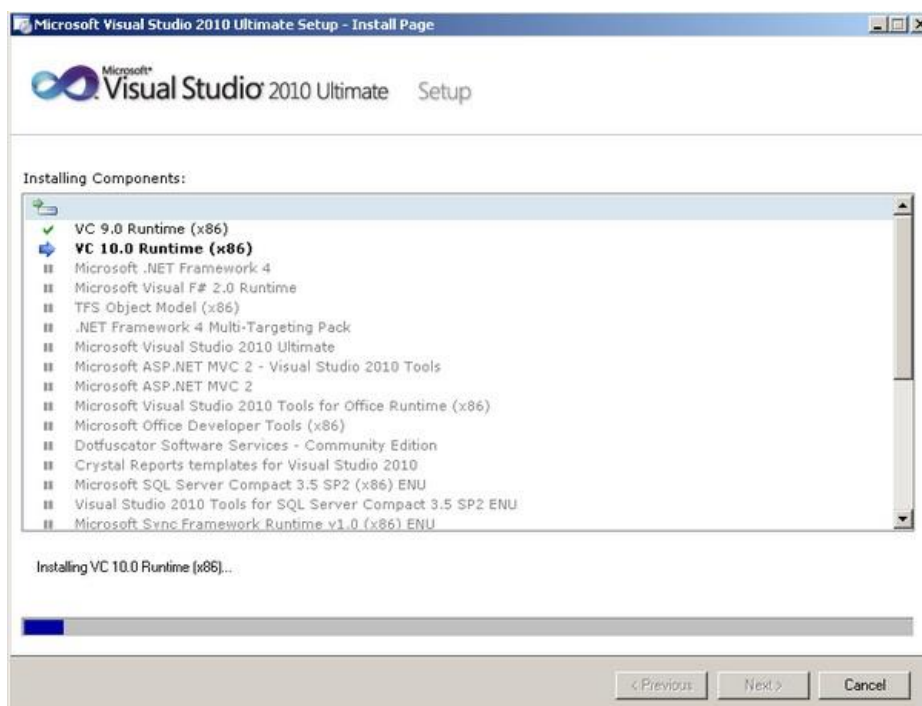 Microsoft Visual Studio 2010 Ultimate Setup - Install Page
Microsoft
Visual Studio 2010 Ultimate Setup
Installing Components:
VC 9.0 Runtime (x86)
VC 10.0 Runtime (x86)
Microsoft .NET Framework 4
Microsoft Visual F# 2.0 Runtime
TFS Object Model (x86)
.NET Framework 4 Multi-Targeting Pack
Microsoft Visual Studio 2010 Ultimate
Microsoft ASP.NET MVC 2 - Visual Studio 2010 Tools
Microsoft ASP.NET MVC 2
Microsoft Visual Studio 2010 Tools for Office Runtime (x86)
Microsoft Office Developer Tools (x86)
Dotfuscator Software Services - Community Edition
Crystal Reports templates for Visual Studio 2010
Microsoft SQL Server Compact 3.5 SP2 (x86) ENU
Visual Studio 2010 Tools for SQL Server Compact 3.5 SP2 ENU
Microsoft Sync Framework Runtime v1.0 (x86) ENU
Installing VC 10.0 Runtime (x86)...
< Previous Next > Cancel